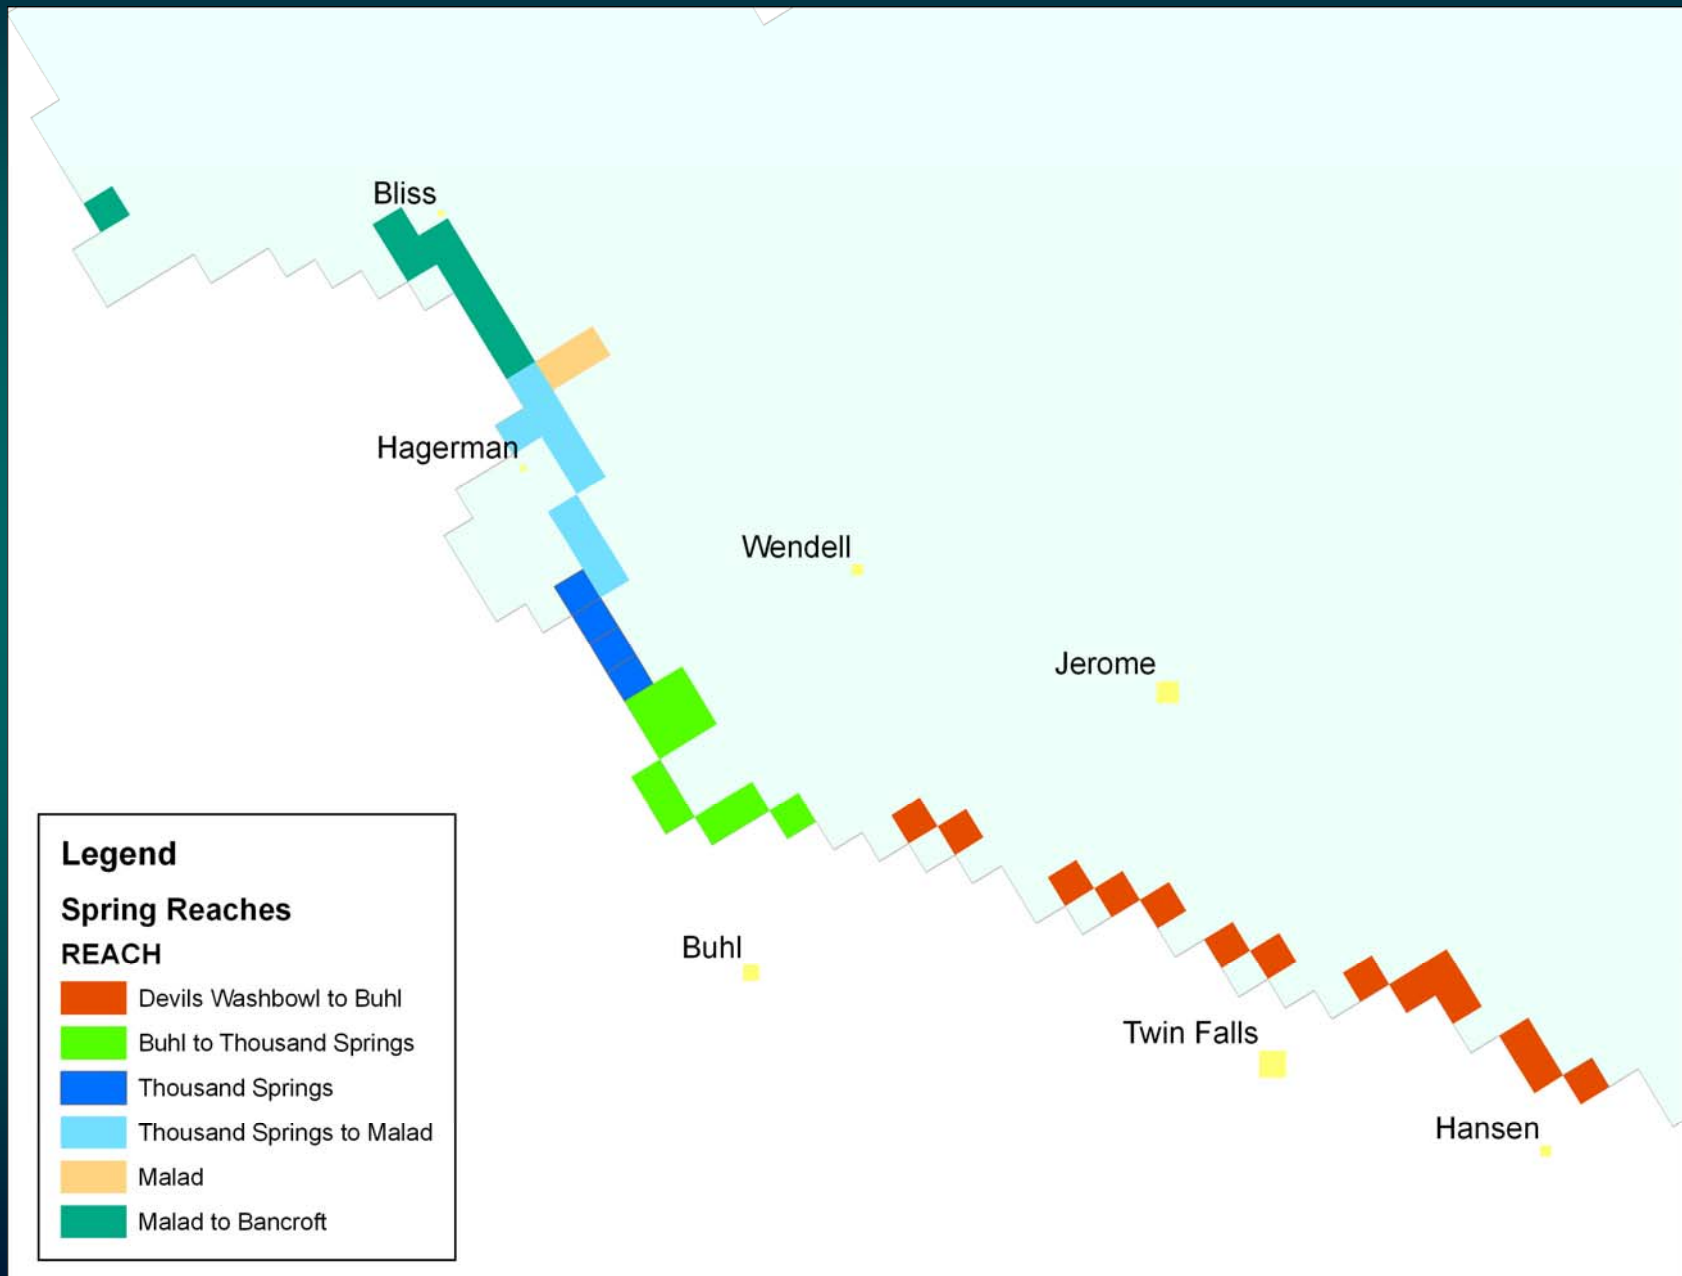 Bliss
Hagerman
Wendell
Jerome
Buhl
Twin Falls
Hansen
Legend
Spring Reaches
REACH
Devils Washbowl to Buhl
Buhl to Thousand Springs
Thousand Springs
Thousand Springs to Malad
Malad
Malad to Bancroft